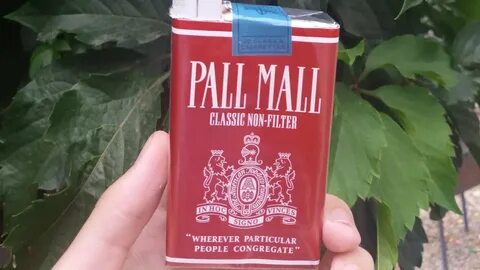 PALL MALL
CLASSIC NON-FILTER
IN HOC
SIGNO
VINCES
"WHEREVER PARTICULAR
PEOPLE CONGREGATE"